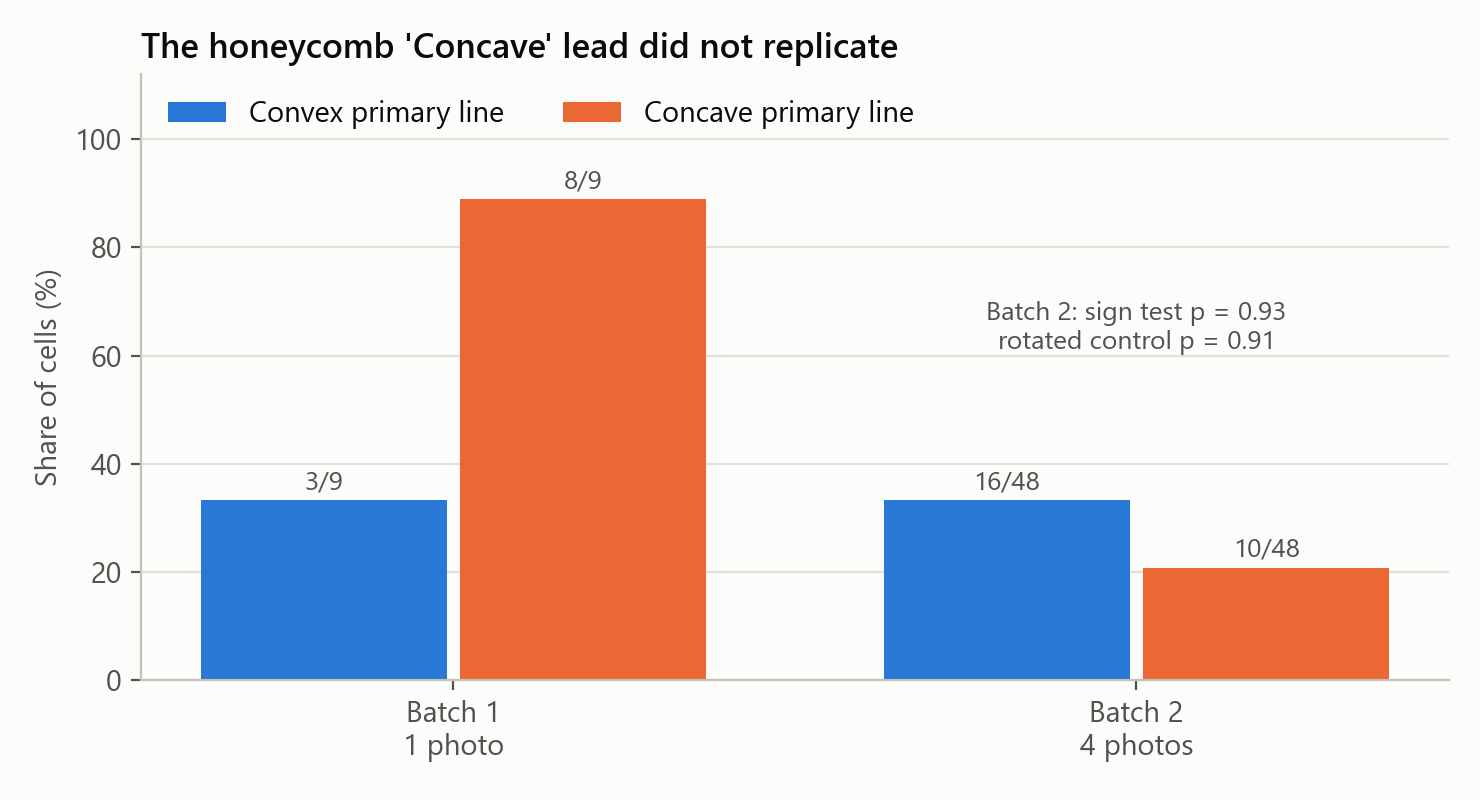 The honeycomb 'Concave' lead did not replicate
Convex primary line
Concave primary line
Share of cells (%)
100
80
60
40
20
0
3/9
8/9
16/48
10/48
Batch 2: sign test p = 0.93
rotated control p = 0.91
Batch 1
1 photo
Batch 2
4 photos